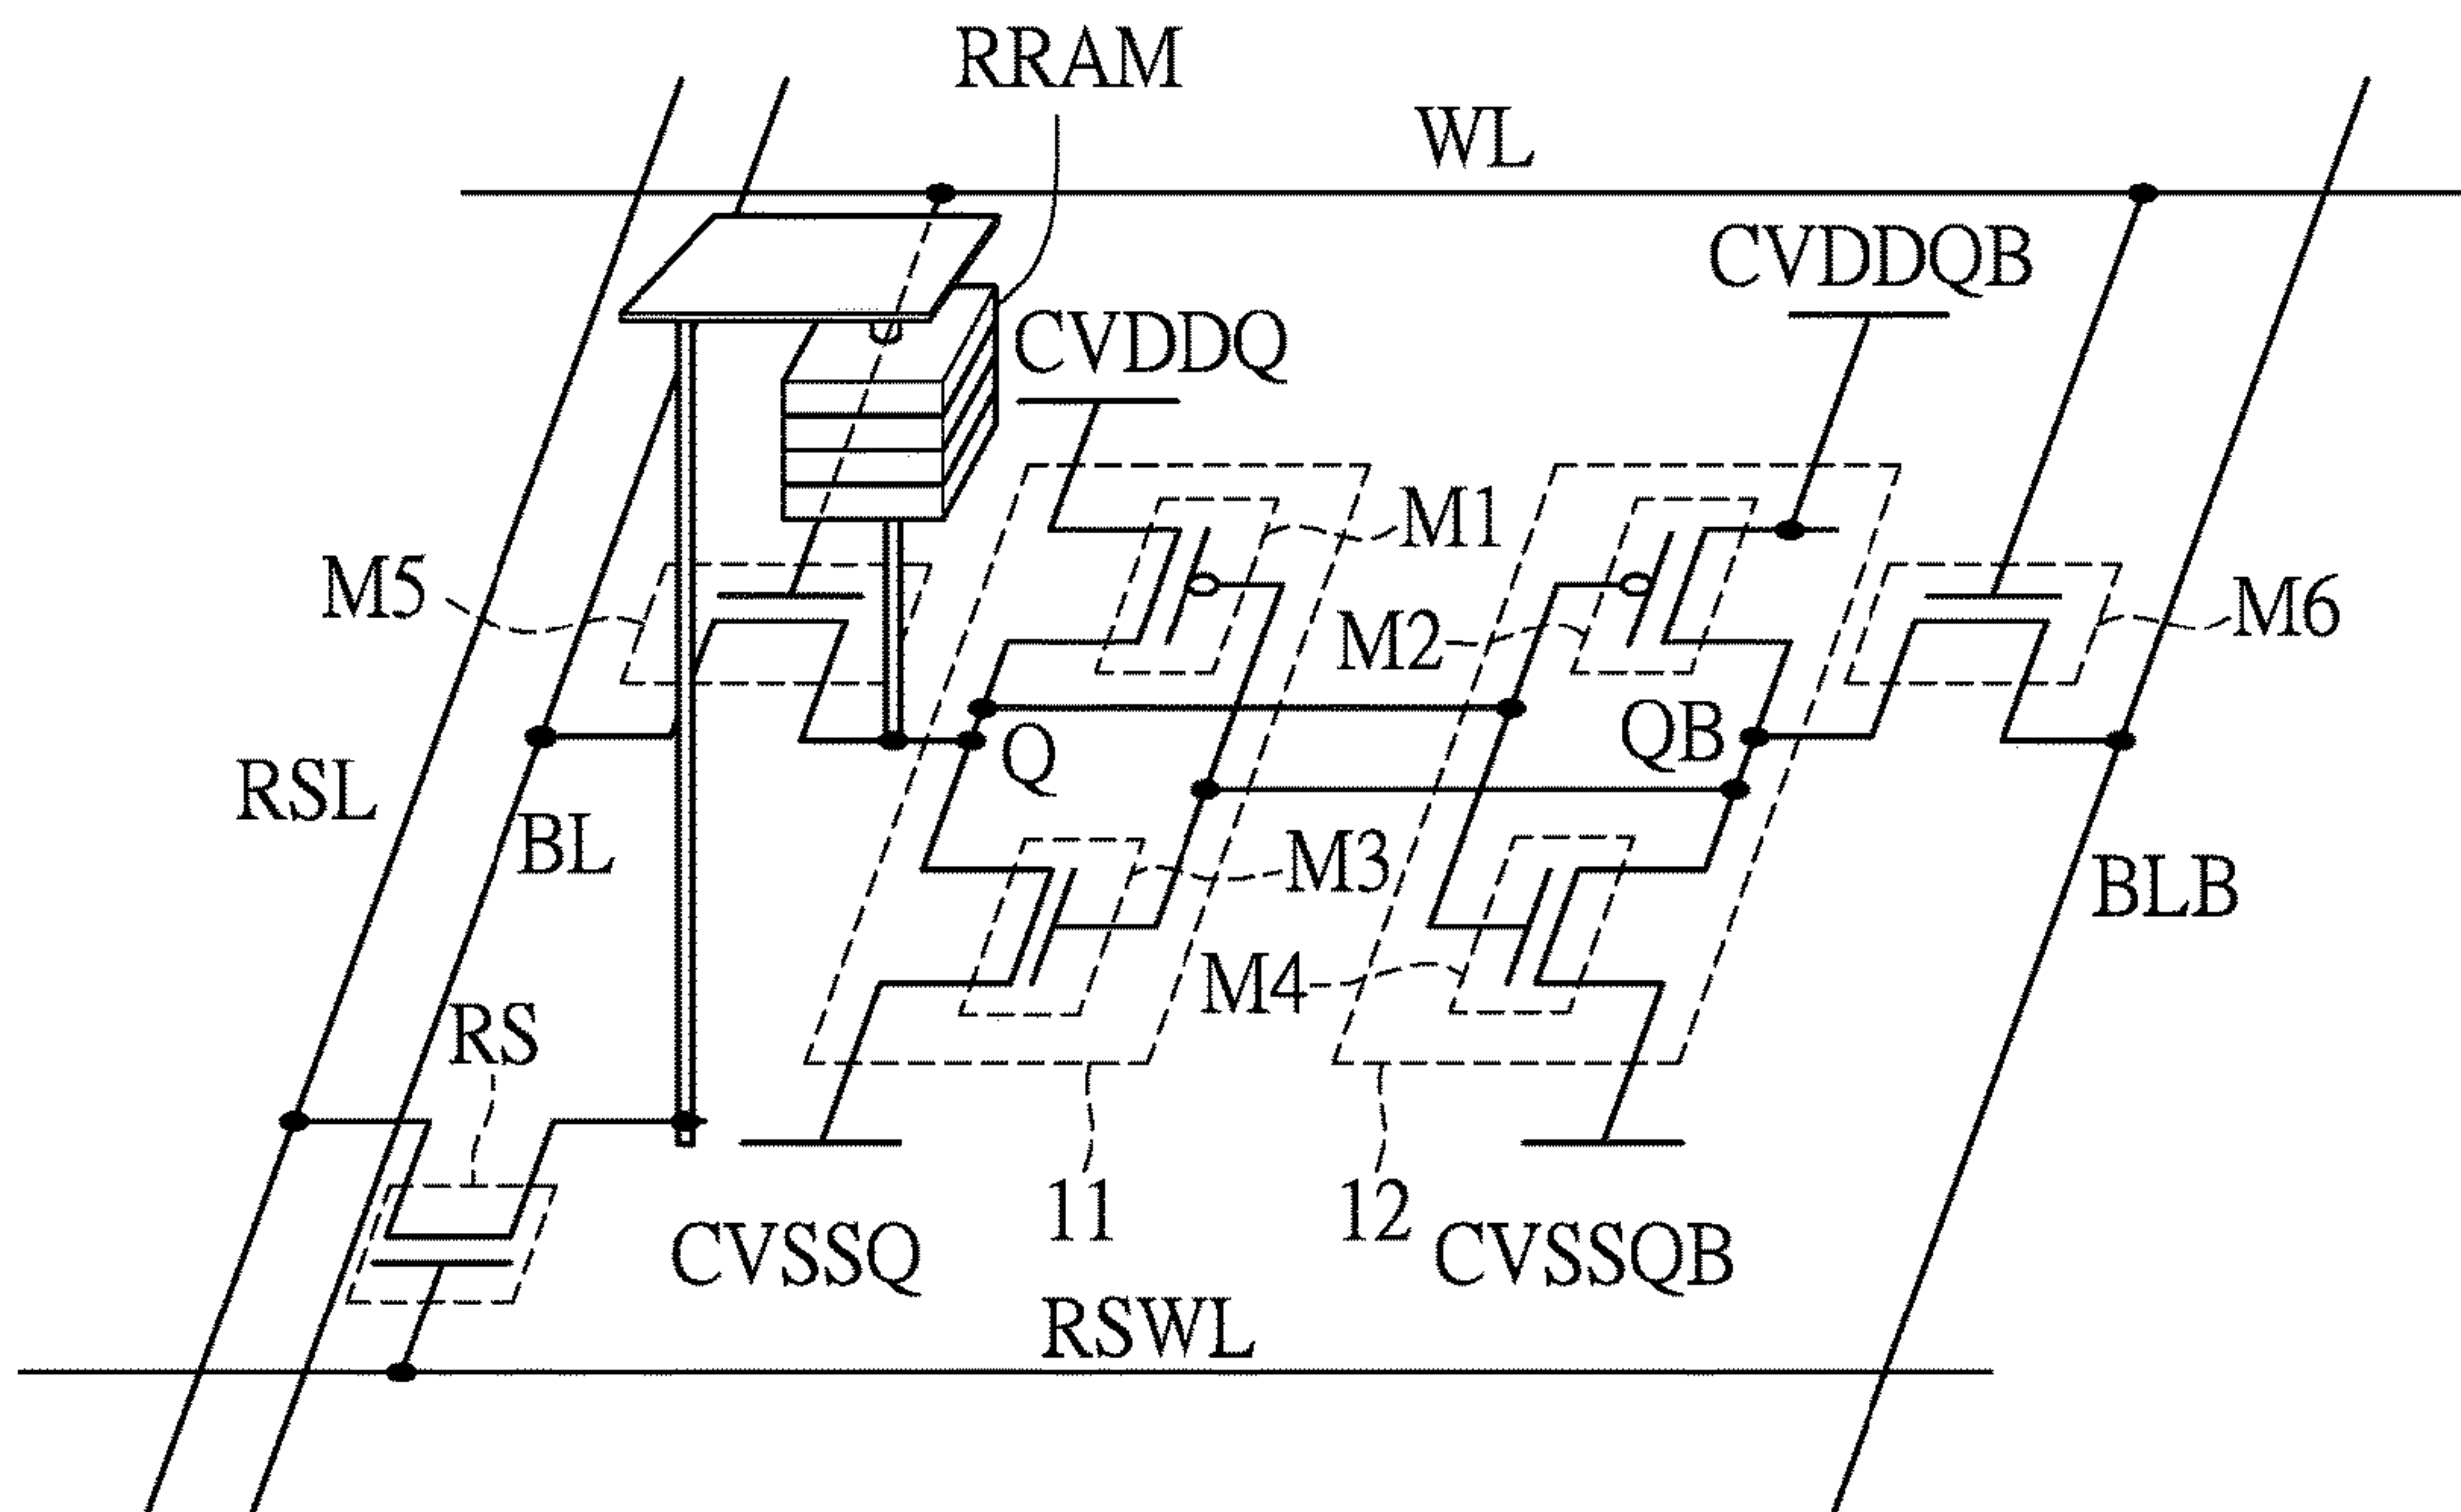 RRAM
WL
CVDDQB
CVDDQ
M1
M5
M2
M6
QB
Q
RSL
BL
M3
BLB
M4
RS
11
12
CVSSQ
CVSSQB
RSWL